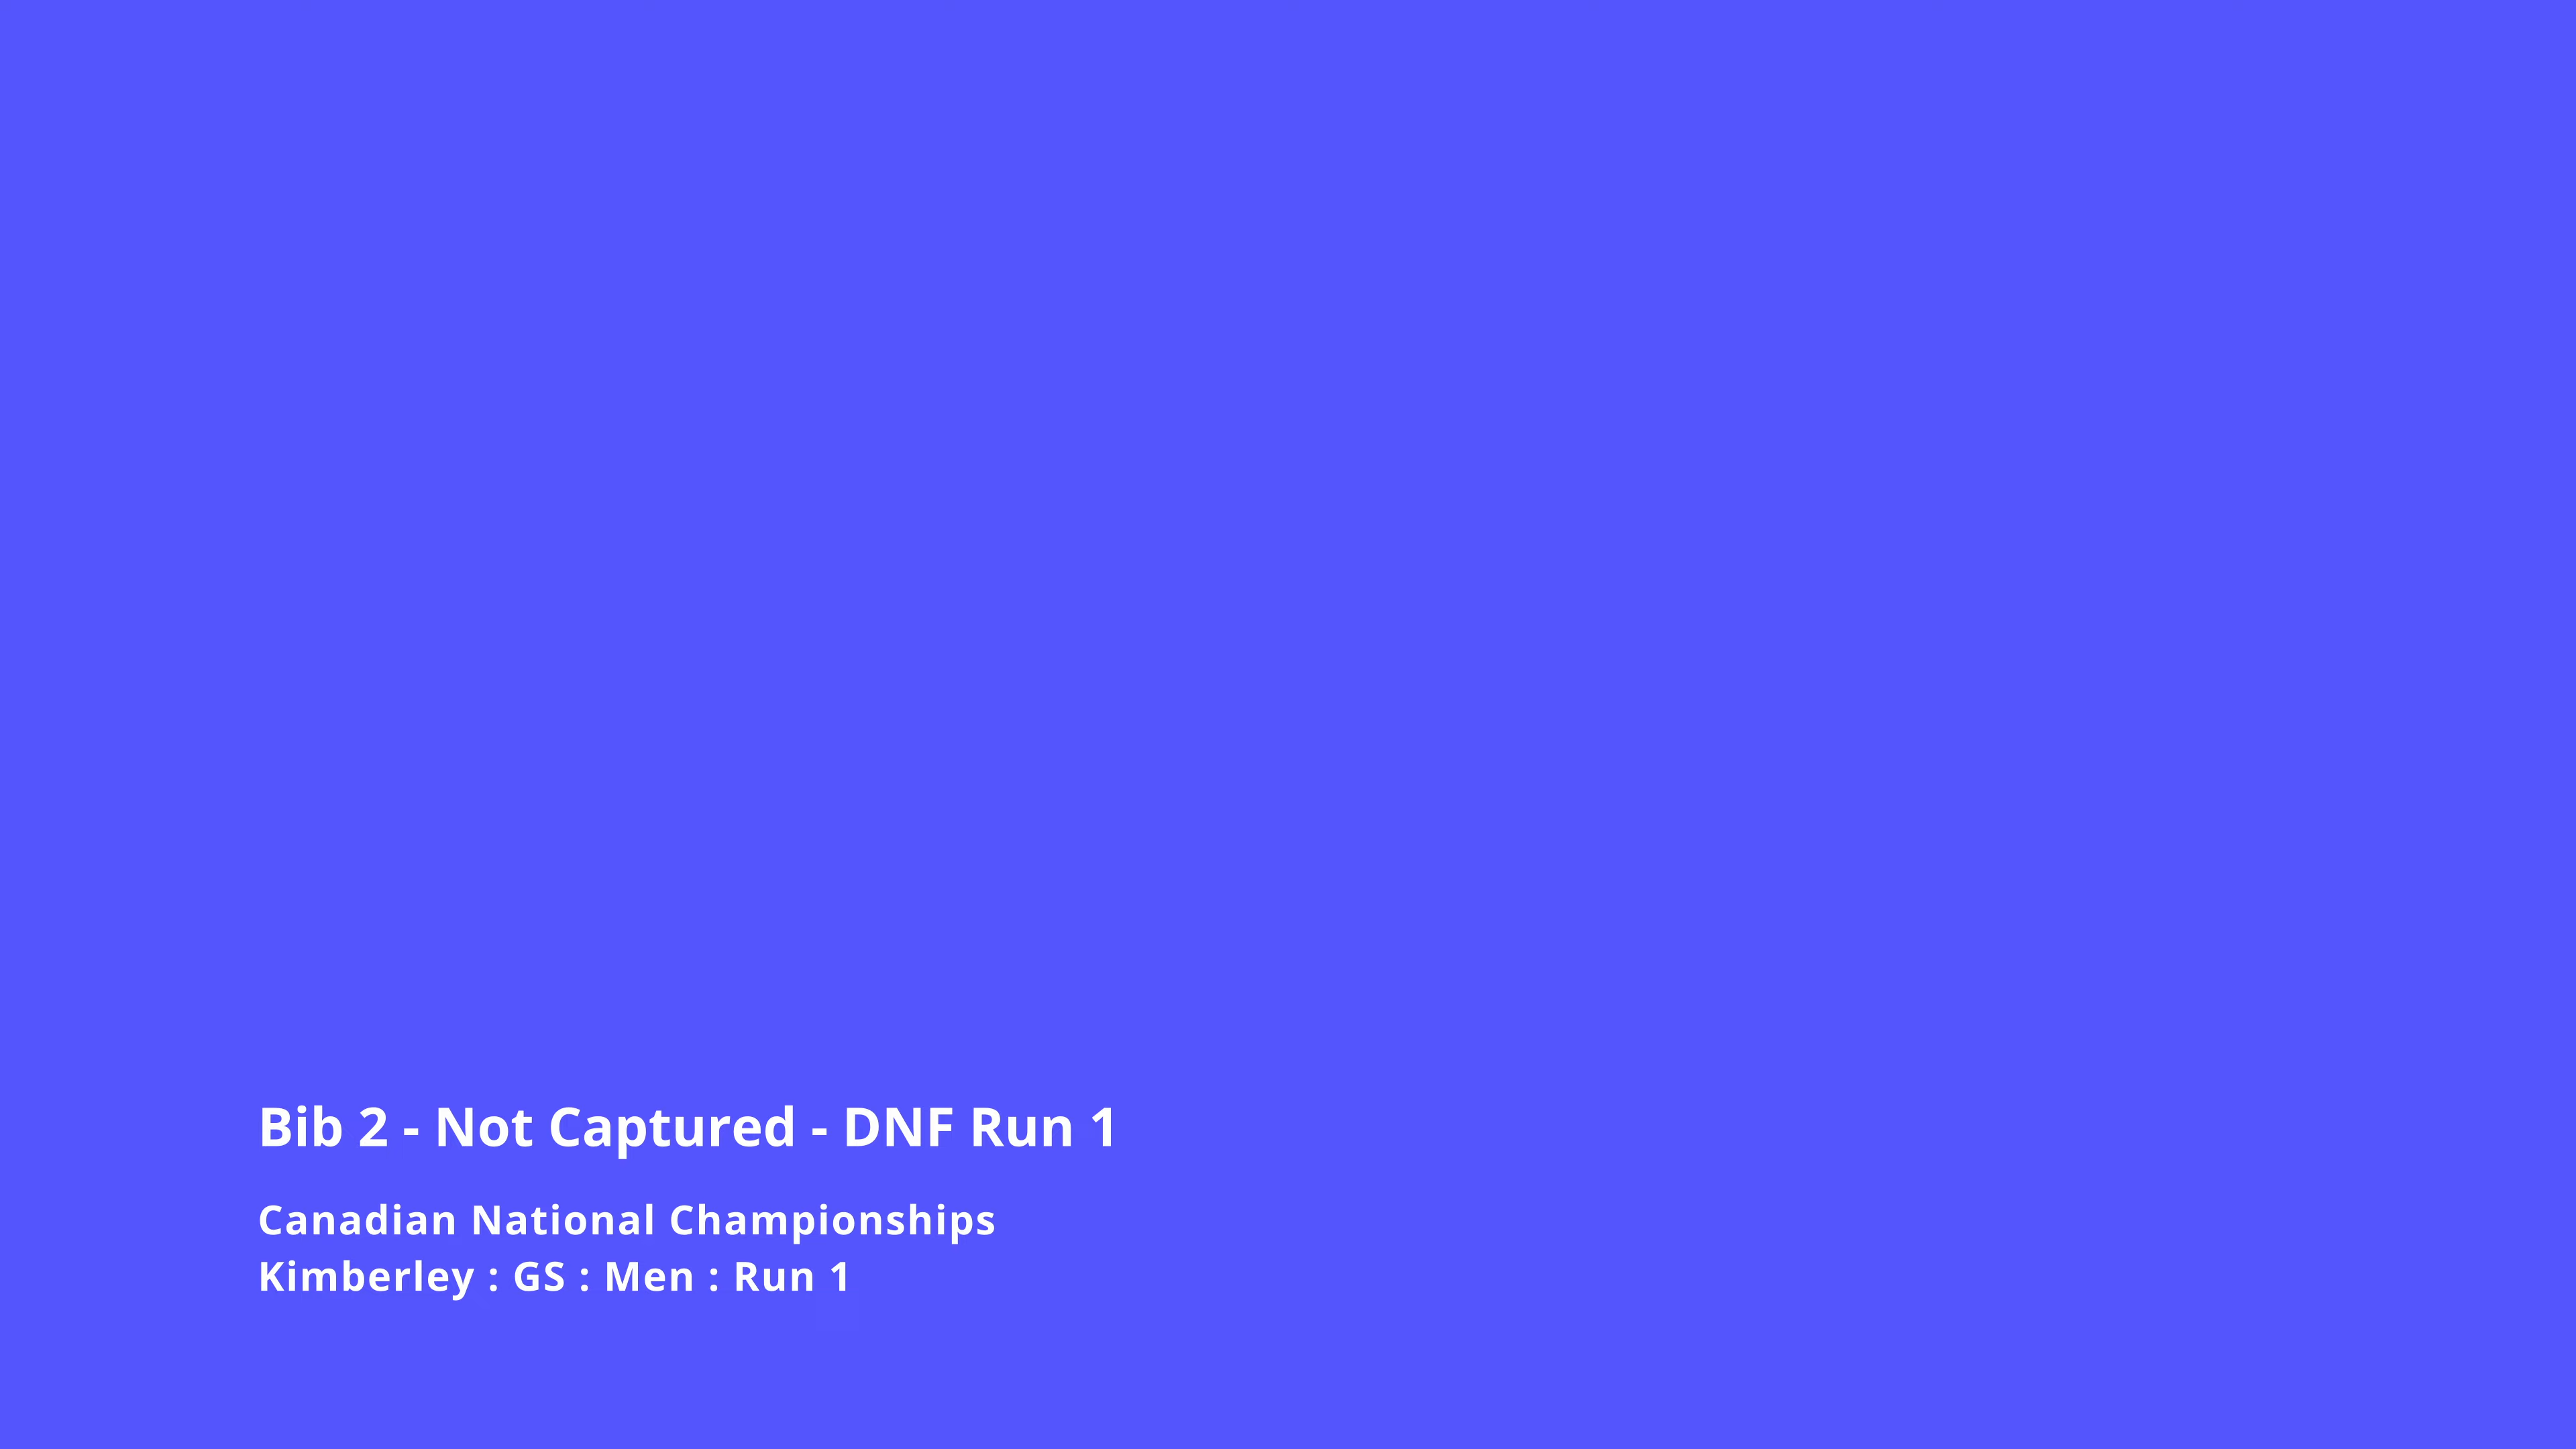 Bib 2 - Not Captured - DNF Run 1
Canadian National Championships
Kimberley : GS : Men : Run 1